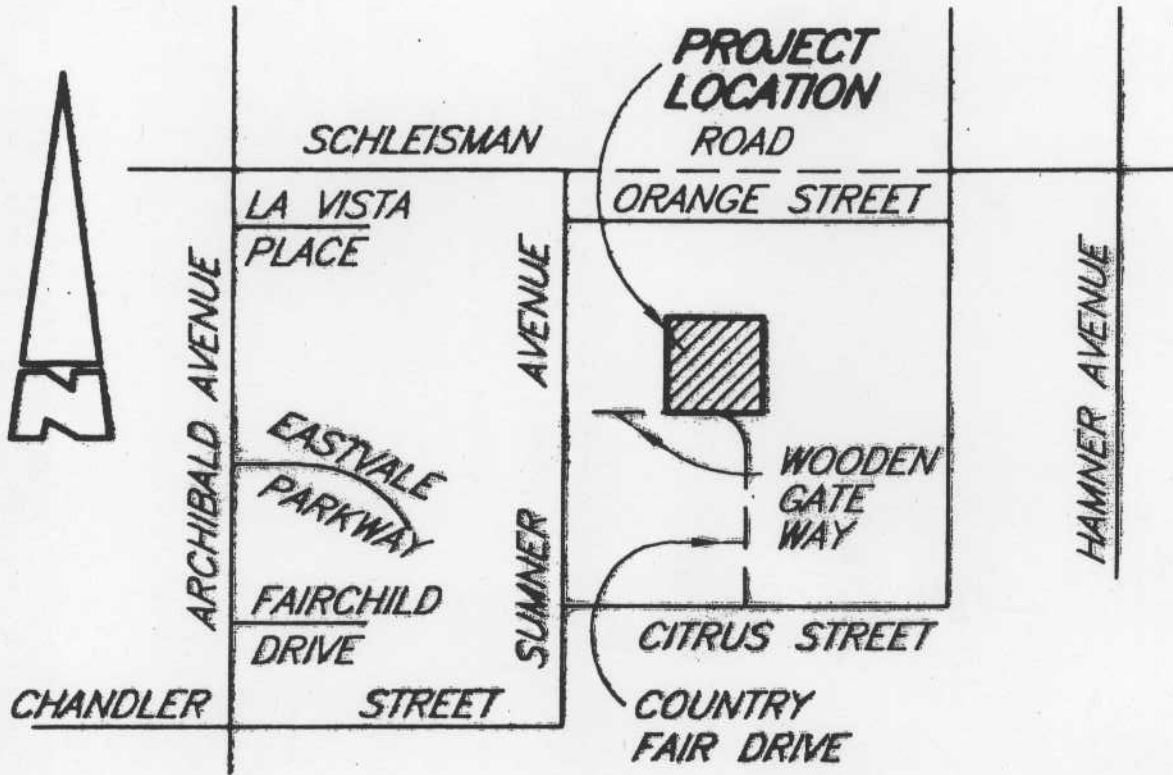 PROJECT
LOCATION
SCHLEISMAN ROAD
LA VISTA
PLACE
ORANGE STREET
ARCHIBALD AVENUE
SUMNER AVENUE
HAMNER AVENUE
N
EASTVALE
PARKWAY
WOODEN
GATE
WAY
FAIRCHILD
DRIVE
CITRUS STREET
CHANDLER STREET
COUNTRY
FAIR DRIVE